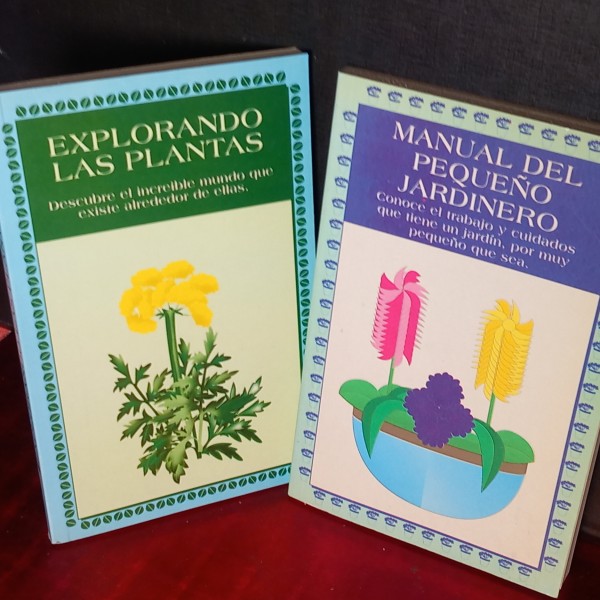 EXPLORANDO
LAS PLANTAS
Descubre el increíble mundo que
existe alrededor de ellas.
MANUAL DEL
PEQUEÑO
JARDINERO
Conoce el trabajo y cuidados
que tiene un jardín, por muy
pequeño que sea.